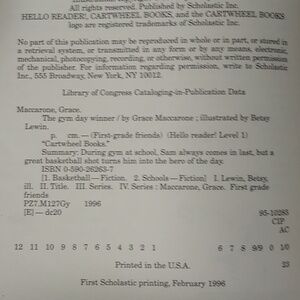 All rights reserved. Published by Scholastic Inc.
HELLO READER!, CARTWHEEL BOOKS, and the CARTWHEEL BOOKS
logo are registered trademarks of Scholastic Inc.
No part of this publication may be reproduced in whole or in part, or stored in
a retrieval system, or transmitted in any form or by any means, electronic,
mechanical, photocopying, recording, or otherwise, without written permission
of the publisher. For information regarding permission, write to Scholastic
Inc., 555 Broadway, New York, NY 10012.
Library of Congress Cataloging-in-Publication Data
Maccarone, Grace.
The gym day winner / by Grace Maccarone ; illustrated by Betsy
Lewin.
p. cm. — (First-grade friends) (Hello reader! Level 1)
"Cartwheel Books."
Summary: During gym at school, Sam always comes in last, but a
great basketball shot turns him into the hero of the day.
ISBN 0-590-26263-7
[1. Basketball — Fiction. 2. Schools — Fiction] I. Lewin, Betsy,
ill. II. Title. III. Series. IV. Series : Maccarone, Grace. First grade
friends
PZ7.M127Gy 1996
[E] — dc20 95-10285
CIP
AC
12 11 10 9 8 7 6 5 4 3 2 1 6 7 8 9/9 0 1/0
Printed in the U.S.A. 23
First Scholastic printing, February 1996